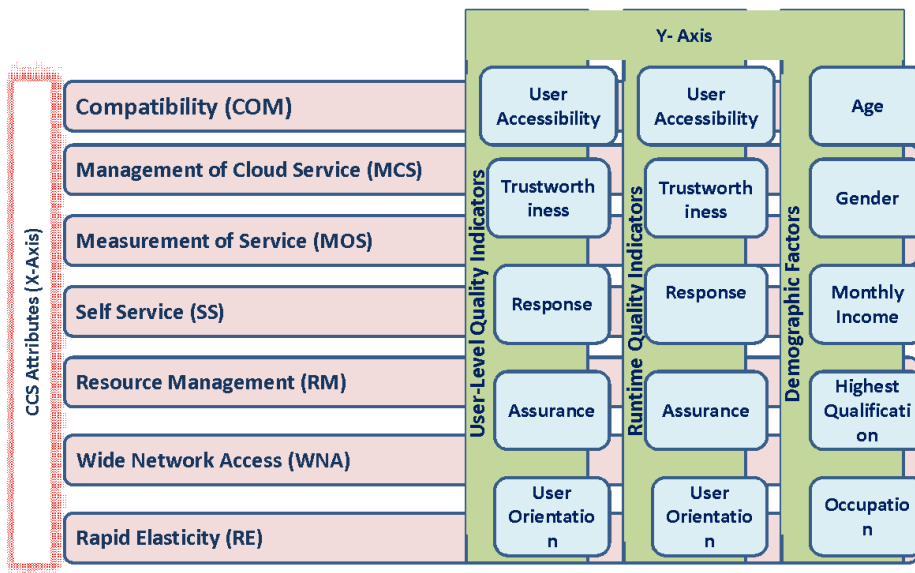 Y- Axis
CCS Attributes (X-Axis)
Compatibility (COM)
Management of Cloud Service (MCS)
Measurement of Service (MOS)
Self Service (SS)
Resource Management (RM)
Wide Network Access (WNA)
Rapid Elasticity (RE)
User-Level Quality Indicators
User
Accessibility
Trustworth
iness
Response
Assurance
User
Orientatio
n
Runtime Quality Indicators
User
Accessibility
Trustworth
iness
Response
Assurance
User
Orientatio
n
Demographic Factors
Age
Gender
Monthly
Income
Highest
Qualificati
on
Occupatio
n